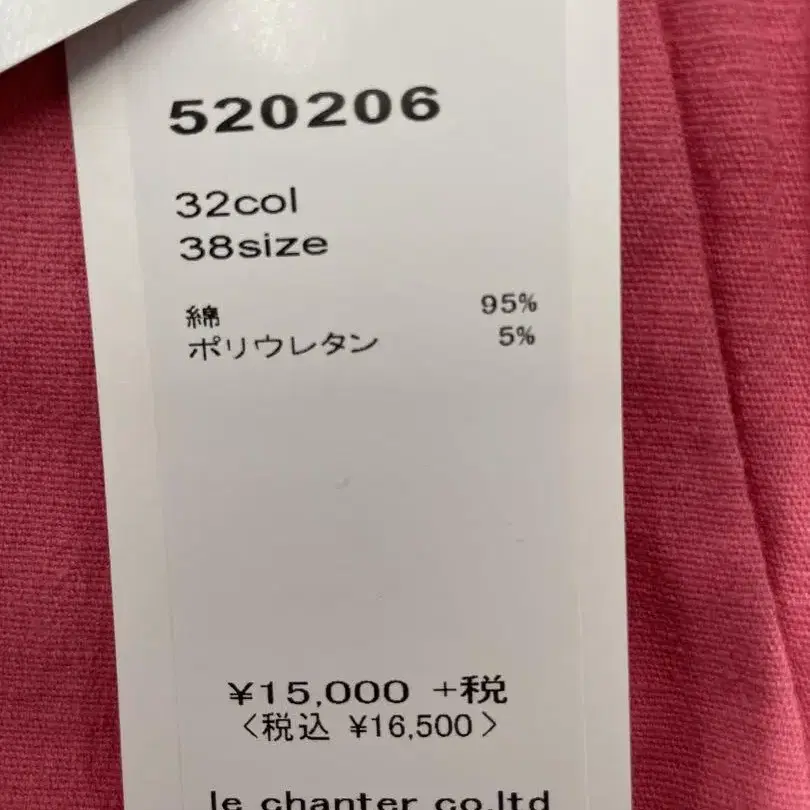 520206
32col
38size
綿 95%
ポリウレタン 5%
¥15,000 +税
<税込 ¥16,500>
le chanter co.ltd